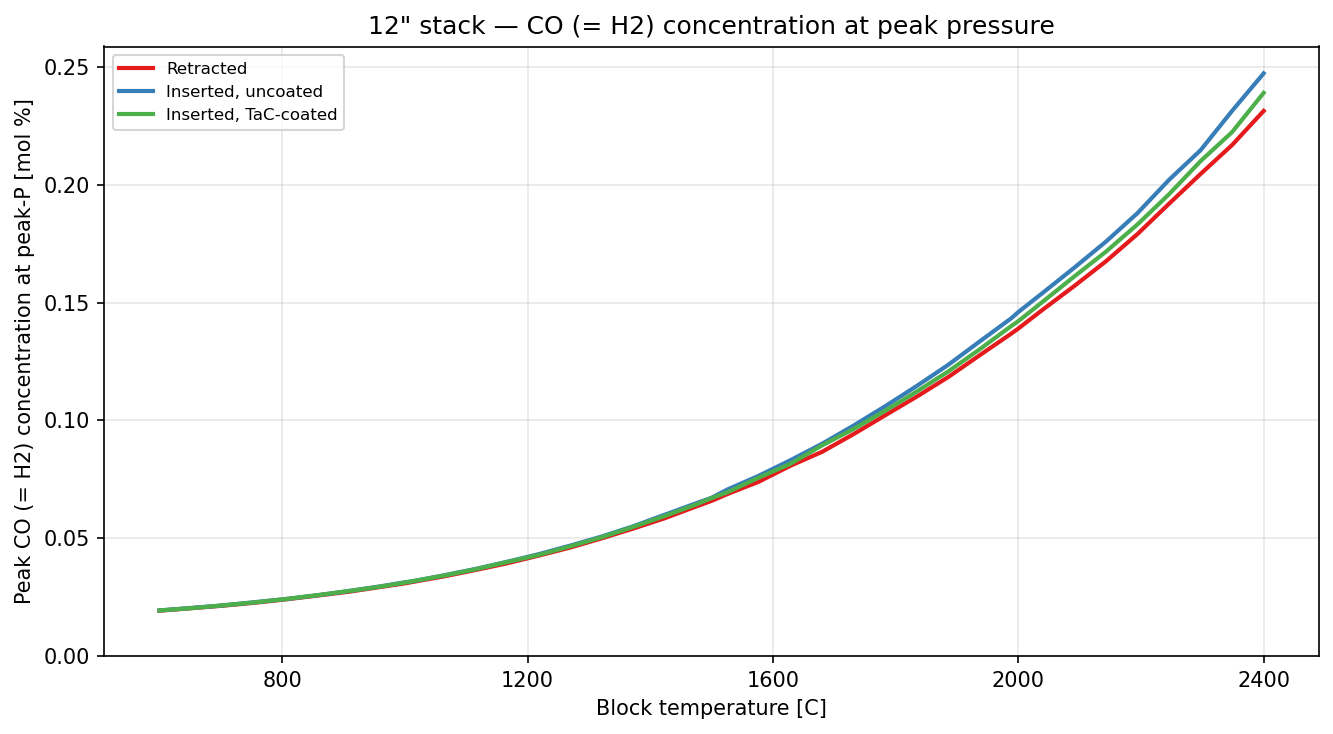 12" stack — CO (= H2) concentration at peak pressure
Peak CO (= H2) concentration at peak-P [mol %]
0.25
0.20
0.15
0.10
0.05
0.00
Retracted
Inserted, uncoated
Inserted, TaC-coated
800
1200
1600
2000
2400
Block temperature [C]